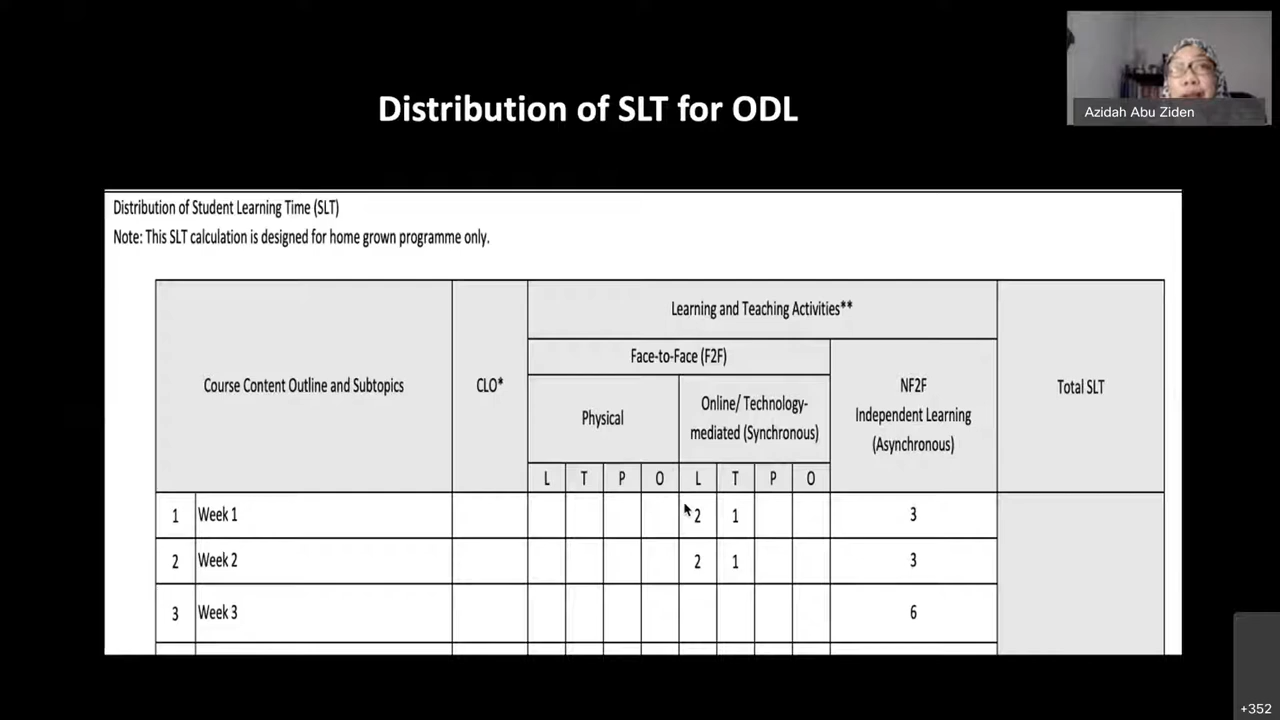 Distribution of SLT for ODL
Azidah Abu Ziden
Distribution of Student Learning Time (SLT)
Note: This SLT calculation is designed for home grown programme only.
Course Content Outline and Subtopics
CLO*
Learning and Teaching Activities**
Face-to-Face (F2F)
Physical
Online/ Technology-
mediated (Synchronous)
NF2F
Independent Learning
(Asynchronous)
Total SLT
L T P O L T P O
1 Week 1 2 1 3
2 Week 2 2 1 3
3 Week 3 6
+352